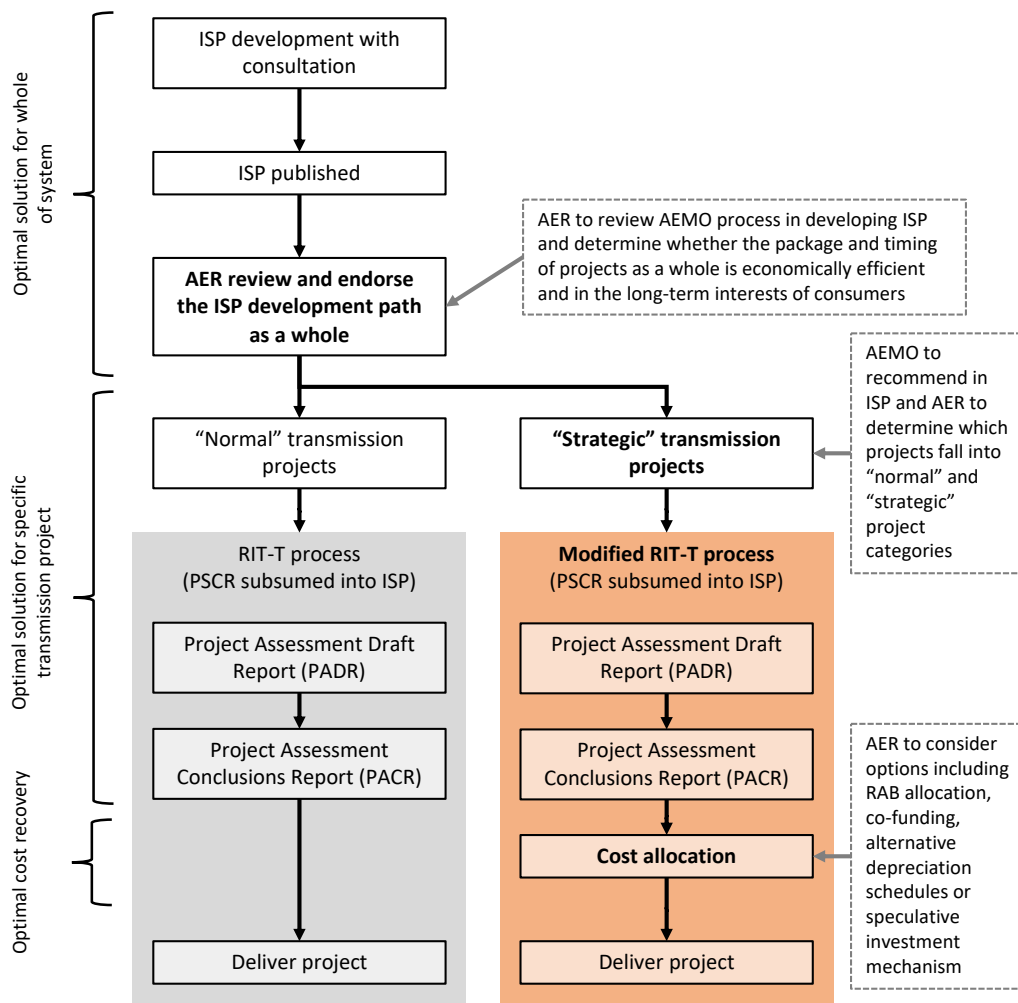 Optimal solution for whole
of system
ISP development with
consultation
ISP published
AER review and endorse
the ISP development path
as a whole
AER to review AEMO process in developing ISP
and determine whether the package and timing
of projects as a whole is economically efficient
and in the long-term interests of consumers
Optimal solution for specific
transmission project
“Normal” transmission
projects
“Strategic” transmission
projects
AEMO to
recommend in
ISP and AER to
determine which
projects fall into
“normal” and
“strategic”
project
categories
RIT-T process
(PSCR subsumed into ISP)
Project Assessment Draft
Report (PADR)
Project Assessment
Conclusions Report (PACR)
Modified RIT-T process
(PSCR subsumed into ISP)
Project Assessment Draft
Report (PADR)
Project Assessment
Conclusions Report (PACR)
Optimal cost recovery
Cost allocation
AER to consider
options including
RAB allocation,
co-funding,
alternative
depreciation
schedules or
speculative
investment
mechanism
Deliver project
Deliver project